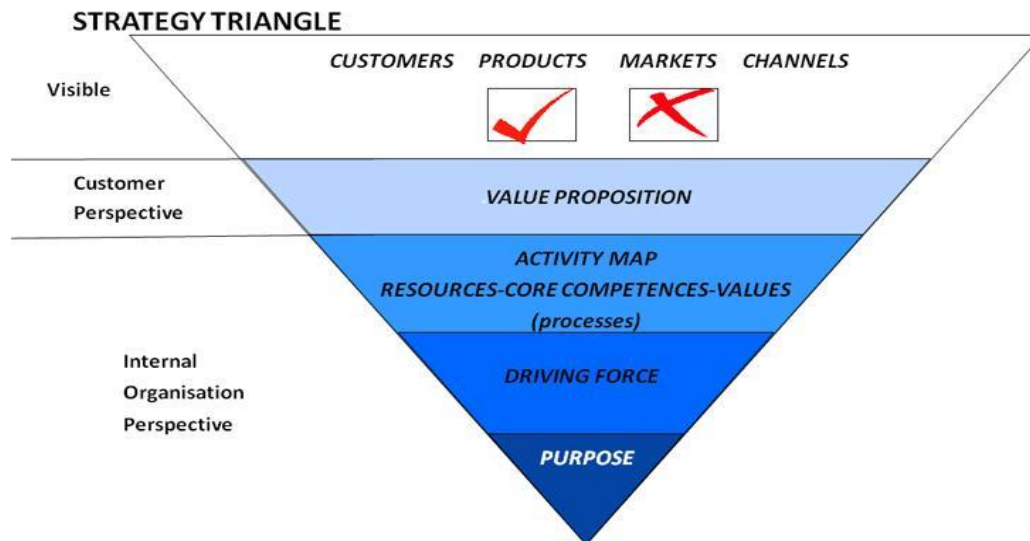 STRATEGY TRIANGLE
CUSTOMERS PRODUCTS MARKETS CHANNELS
Visible
Customer
Perspective
VALUE PROPOSITION
ACTIVITY MAP
RESOURCES-CORE COMPETENCES-VALUES
(processes)
Internal
Organisation
Perspective
DRIVING FORCE
PURPOSE